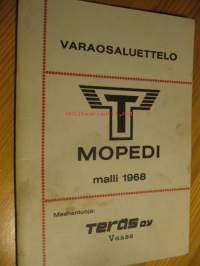 VARAOSALUETTELO
T
MOPEDI
malli 1968
Maahantuoja:
Teräs OY
Vaasa